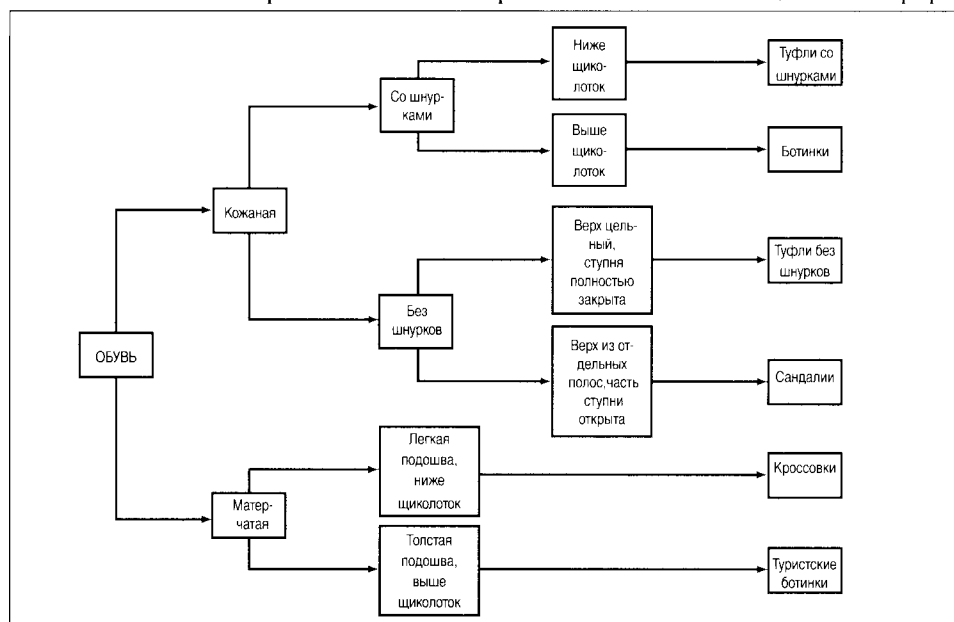 Ниже
щико-
лоток
Туфли со
шнурками
Со шнур-
ками
Выше
щико-
лоток
Ботинки
Кожаная
Верх цель-
ный,
ступня
полностью
закрыта
Туфли без
шнурков
Без
шнурков
ОБУВЬ
Верх из от-
дельных
полос,часть
ступни
открыта
Сандалии
Легкая
подошва,
ниже
щиколоток
Кроссовки
Матер-
чатая
Толстая
подошва,
выше
щиколоток
Туристские
ботинки